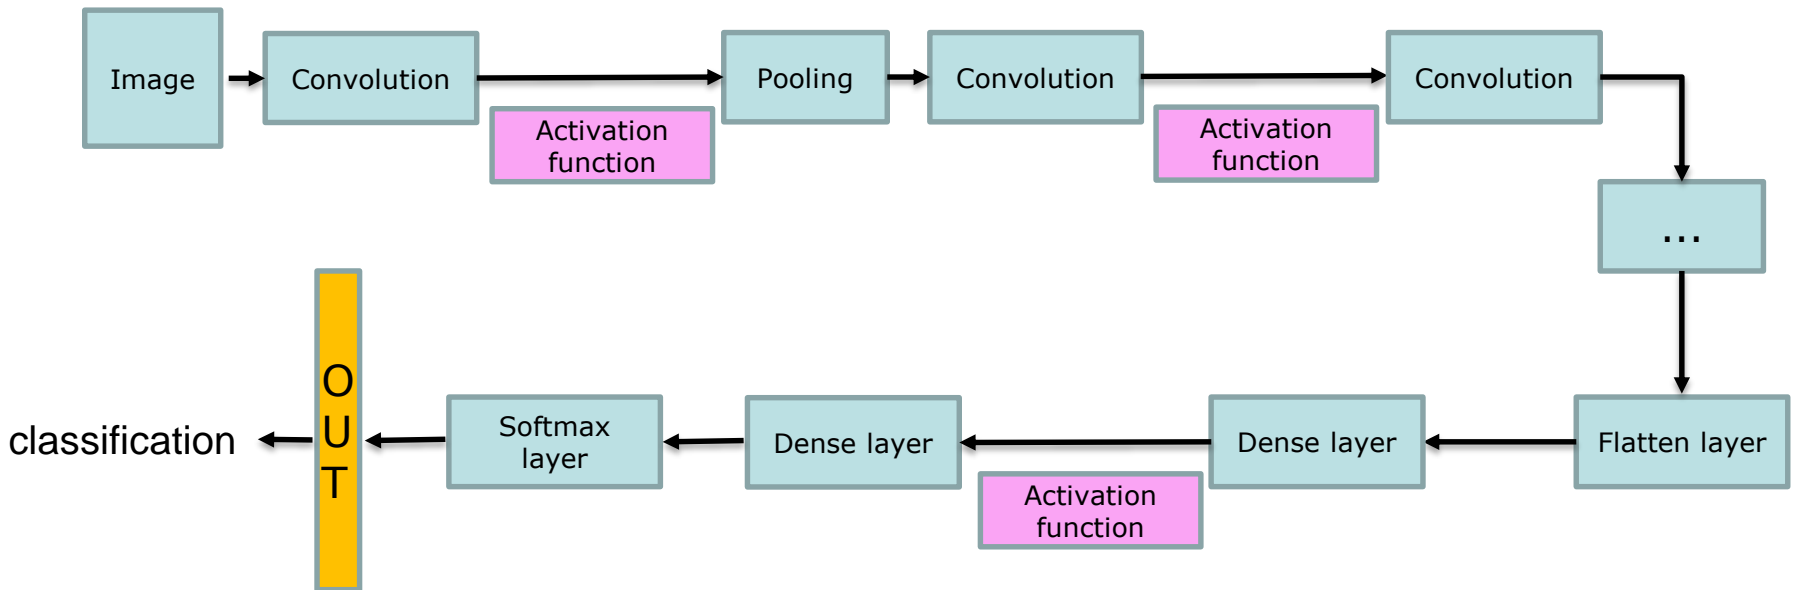 Image
Convolution
Pooling
Convolution
Convolution
Activation
function
Activation
function
...
Flatten layer
Dense layer
Activation
function
Dense layer
Softmax
layer
O
U
T
classification